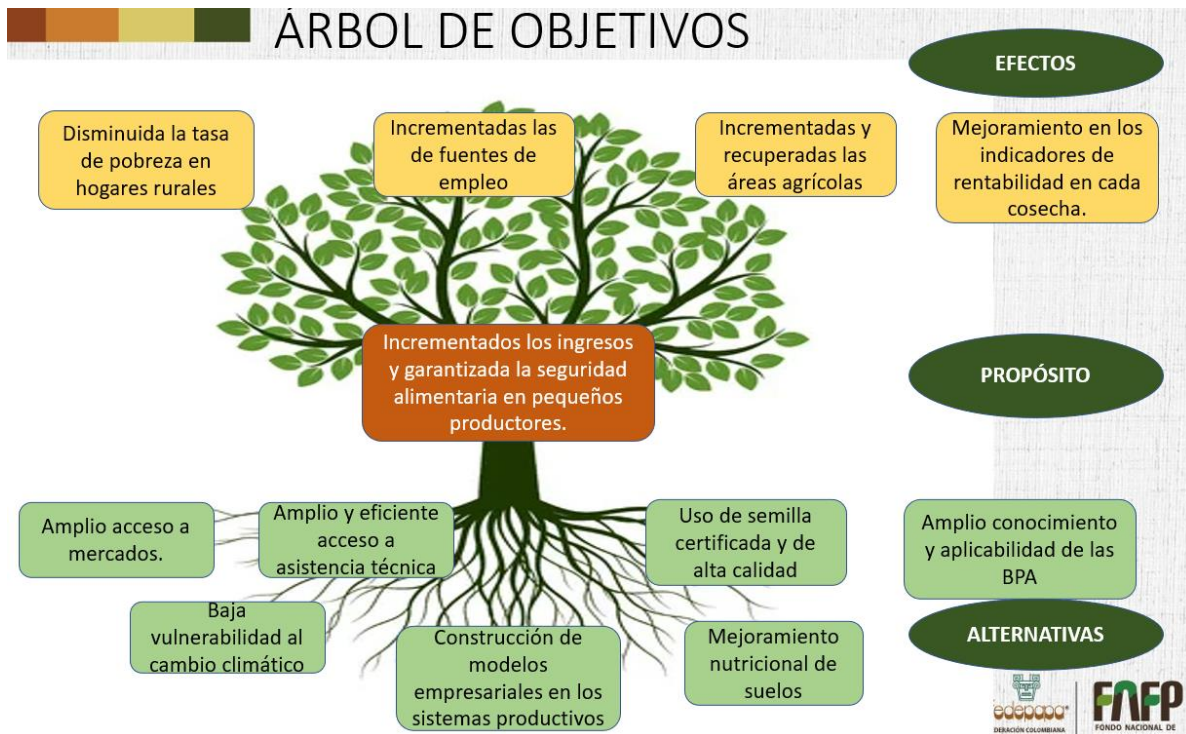 ÁRBOL DE OBJETIVOS
EFECTOS
Disminuida la tasa
de pobreza en
hogares rurales
Incrementadas las
de fuentes de
empleo
Incrementadas y
recuperadas las
áreas agrícolas
Mejoramiento en los
indicadores de
rentabilidad en cada
cosecha.
Incrementados los ingresos
y garantizada la seguridad
alimentaria en pequeños
productores.
PROPÓSITO
Amplio acceso a
mercados.
Amplio y eficiente
acceso a
asistencia técnica
Uso de semilla
certificada y de
alta calidad
Amplio conocimiento
y aplicabilidad de las
BPA
Baja
vulnerabilidad al
cambio climático
Construcción de
modelos
empresariales en los
sistemas productivos
Mejoramiento
nutricional de
suelos
ALTERNATIVAS
edepapa
DERACIÓN COLOMBIANA
FNFP
FONDO NACIONAL DE